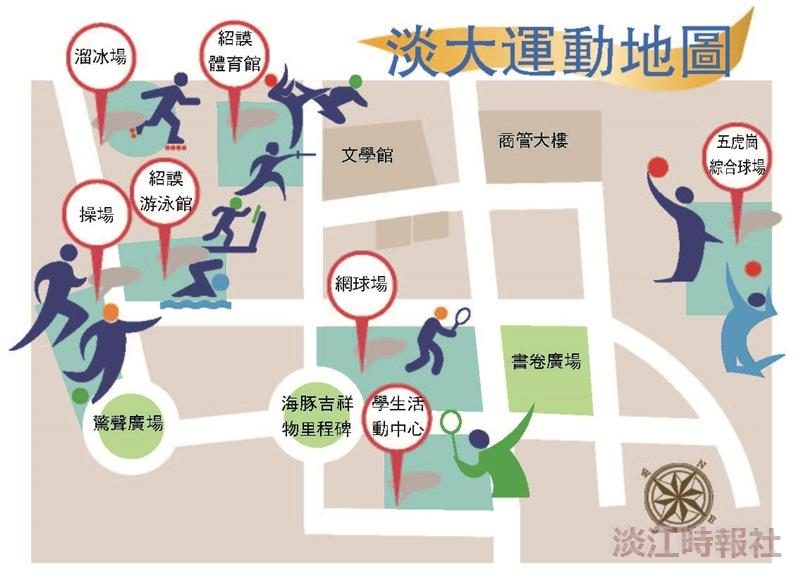 淡大運動地圖
溜冰場
紹謨
體育館
文學館
商管大樓
五虎崗
綜合球場
紹謨
游泳館
操場
網球場
書卷廣場
驚聲廣場
海豚吉祥
物里程碑
學生活
動中心
N
W
E
淡江時報社